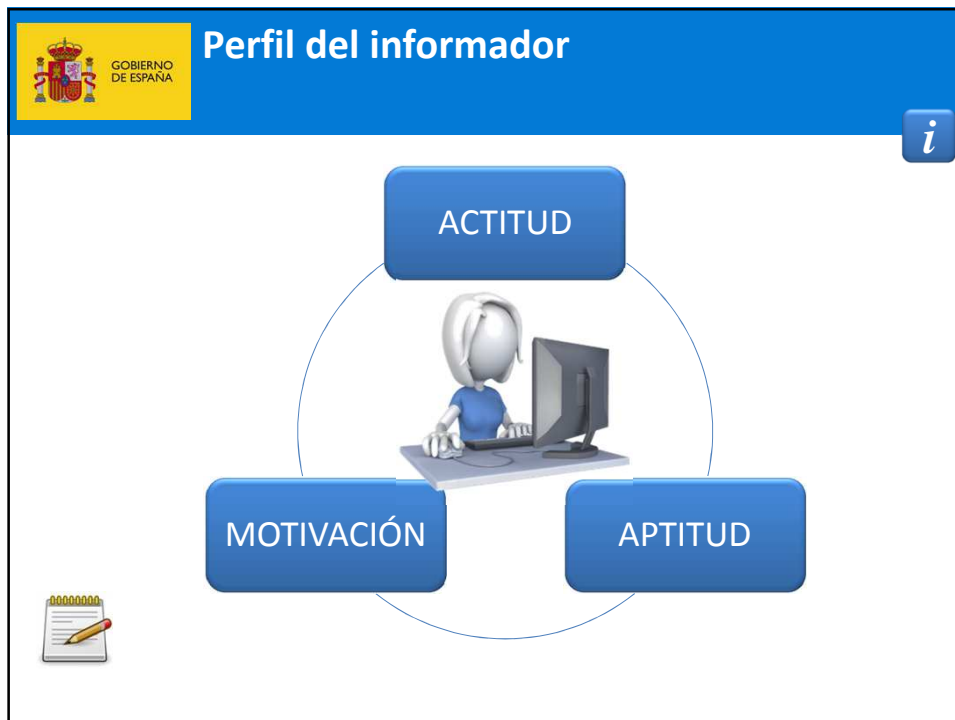 Perfil del informador
GOBIERNO
DE ESPAÑA
i
ACTITUD
MOTIVACIÓN
APTITUD